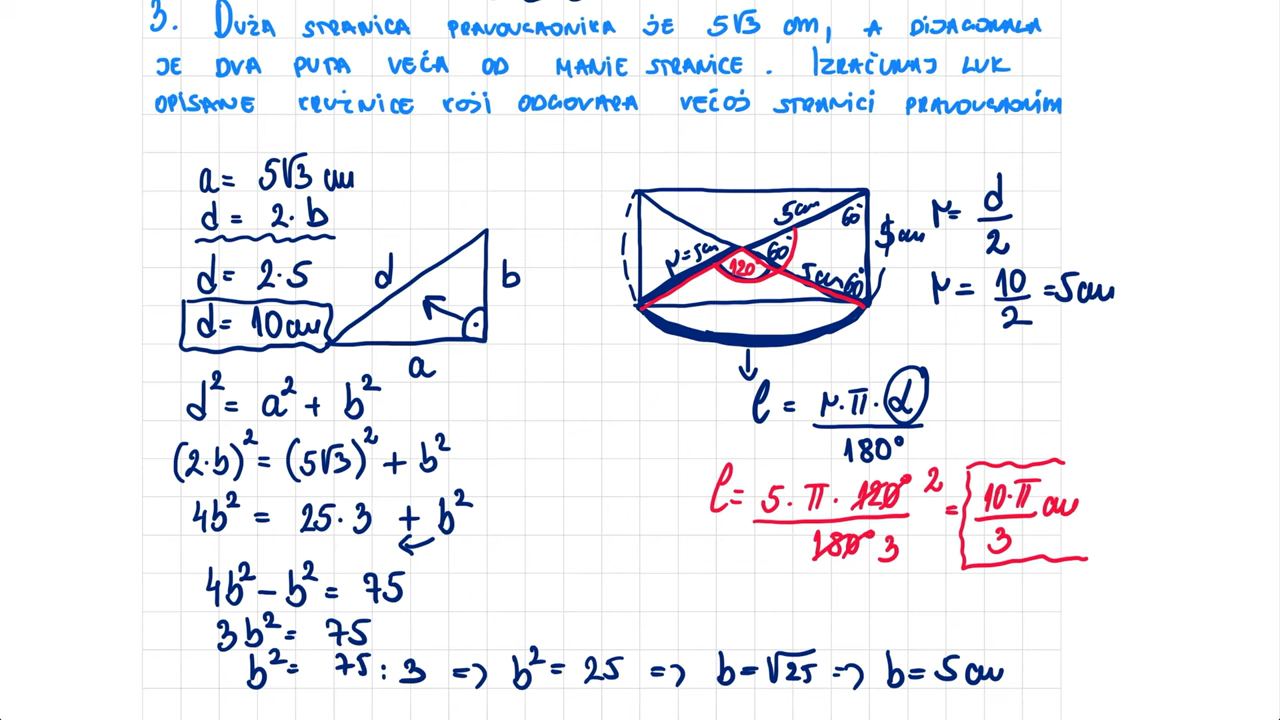 3. DUŽA STRANICA PRAVOUGAONIKA JE 5√3 cm, A DIJAGONALA
JE DVA PUTA VEĆA OD MANJE STRANICE. IZRAČUNAJ LUK
OPISANE KRUŽNICE KOJI ODGOVARA VEĆOJ STRANICI PRAVOUGAONIKA
a = 5√3 cm
d = 2·b
d = 2·5
d = 10 cm
d
b
a
d² = a² + b²
(2·b)² = (5√3)² + b²
4b² = 25·3 + b²
4b² - b² = 75
3b² = 75
b² = 75 : 3 => b² = 25 => b = √25 => b = 5 cm
5cm
60°
r = 5cm
60°
120°
5cm
60°
5cm
r = d/2
r = 10/2 = 5cm
l = r·π·α/180°
l = 5·π·120° 2/180° 3 = 10·π/3 cm